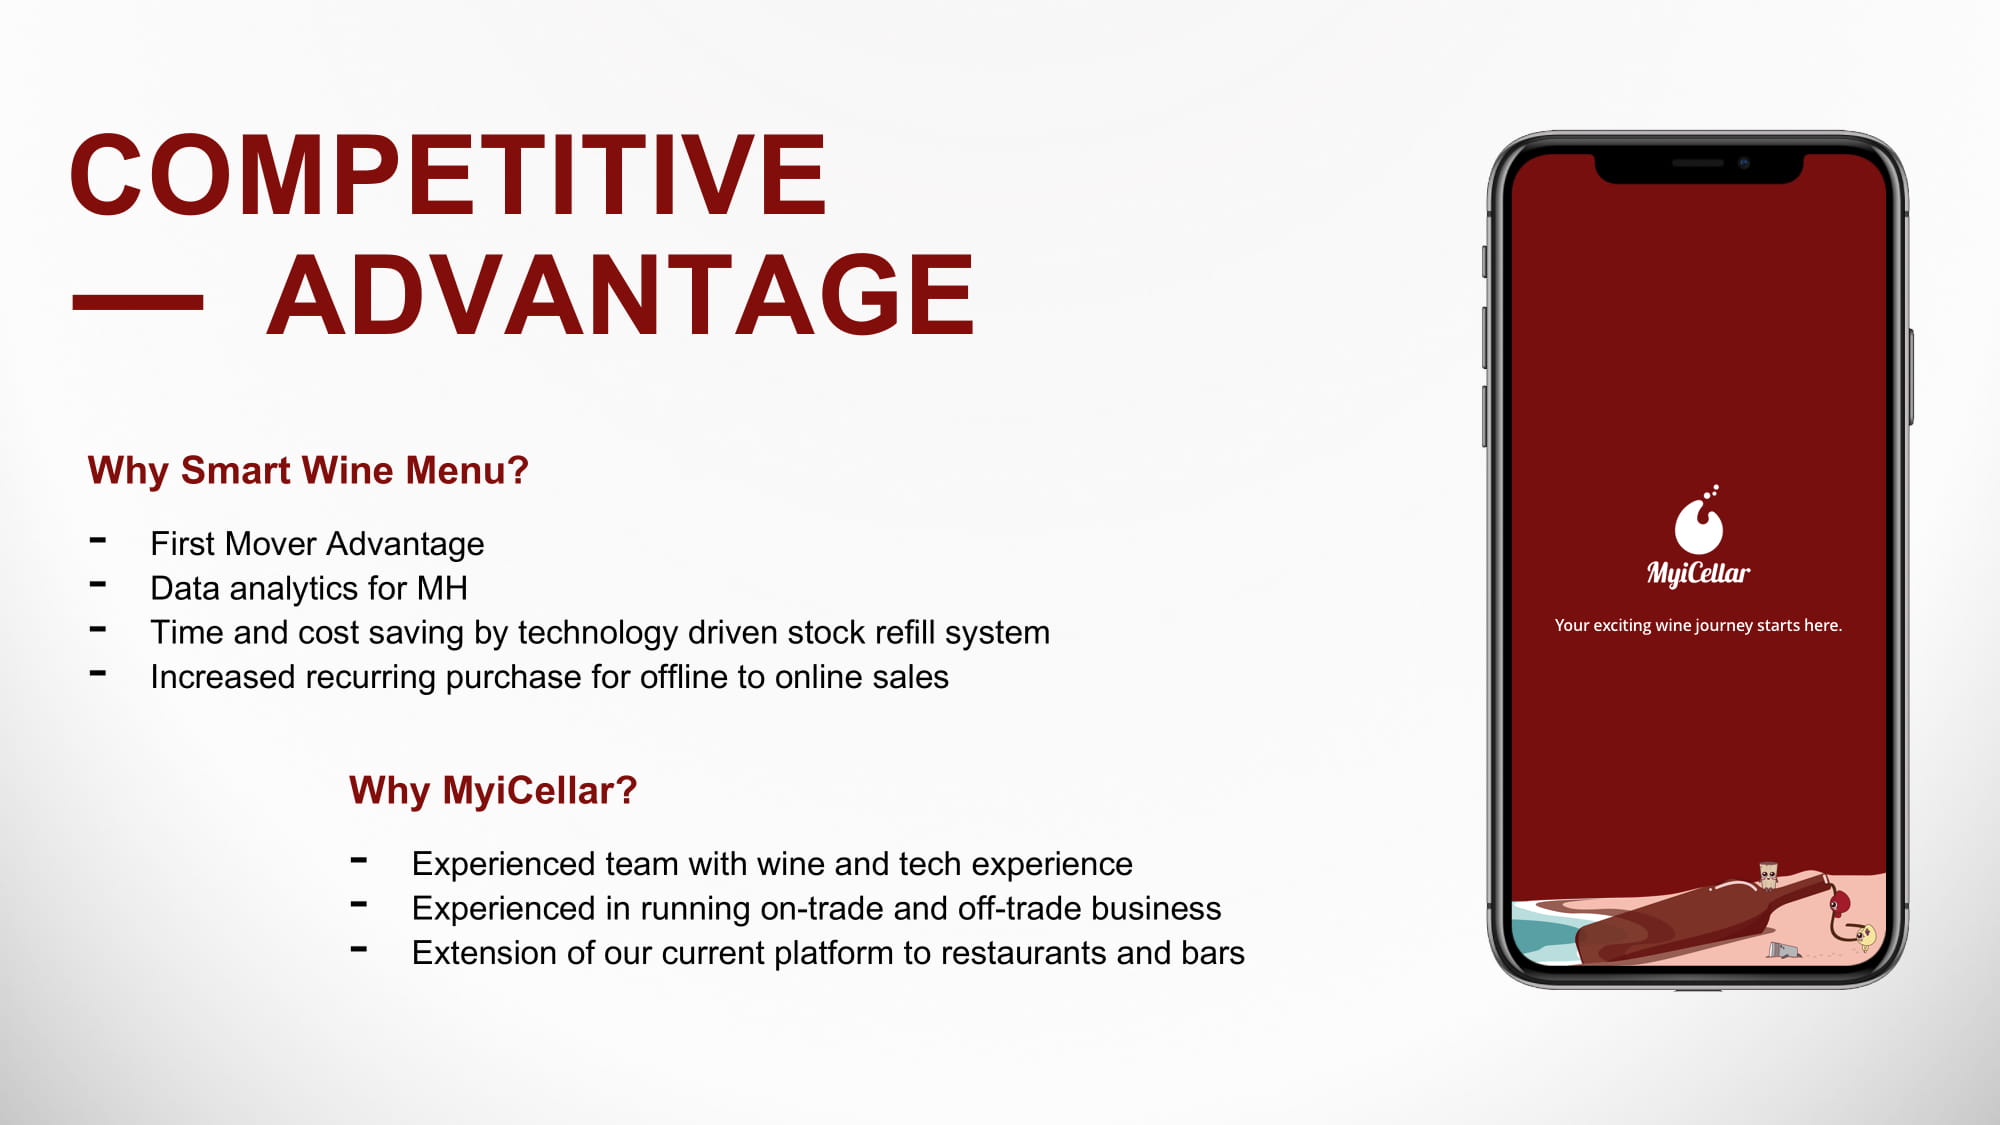 COMPETITIVE
— ADVANTAGE
Why Smart Wine Menu?
- First Mover Advantage
- Data analytics for MH
- Time and cost saving by technology driven stock refill system
- Increased recurring purchase for offline to online sales
Why MyiCellar?
- Experienced team with wine and tech experience
- Experienced in running on-trade and off-trade business
- Extension of our current platform to restaurants and bars
MyiCellar
Your exciting wine journey starts here.